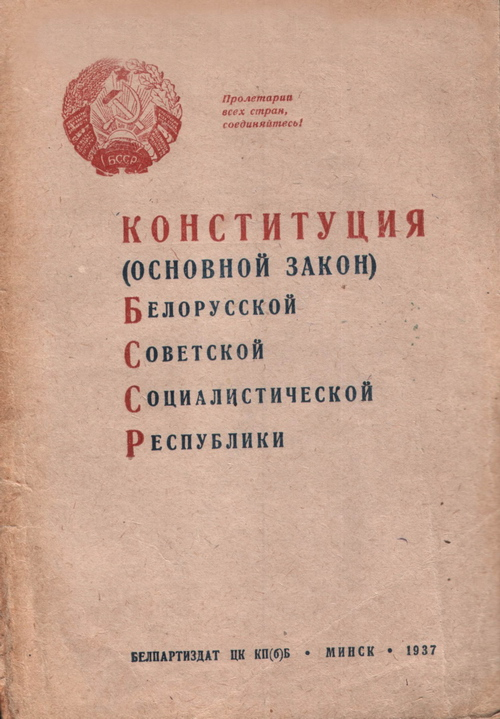 БССР
Пролетарии
всех стран,
соединяйтесь!
КОНСТИТУЦИЯ
(ОСНОВНОЙ ЗАКОН)
БЕЛОРУССКОЙ
СОВЕТСКОЙ
СОЦИАЛИСТИЧЕСКОЙ
РЕСПУБЛИКИ
БЕЛПАРТИЗДАТ ЦК КП(б)Б • МИНСК • 1937